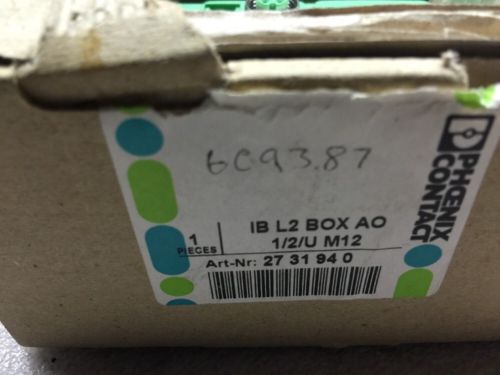 6C93.87
PHOENIX
CONTACT
1
PIECES
IB L2 BOX AO
1/2/U M12
Art-Nr: 27 31 94 0